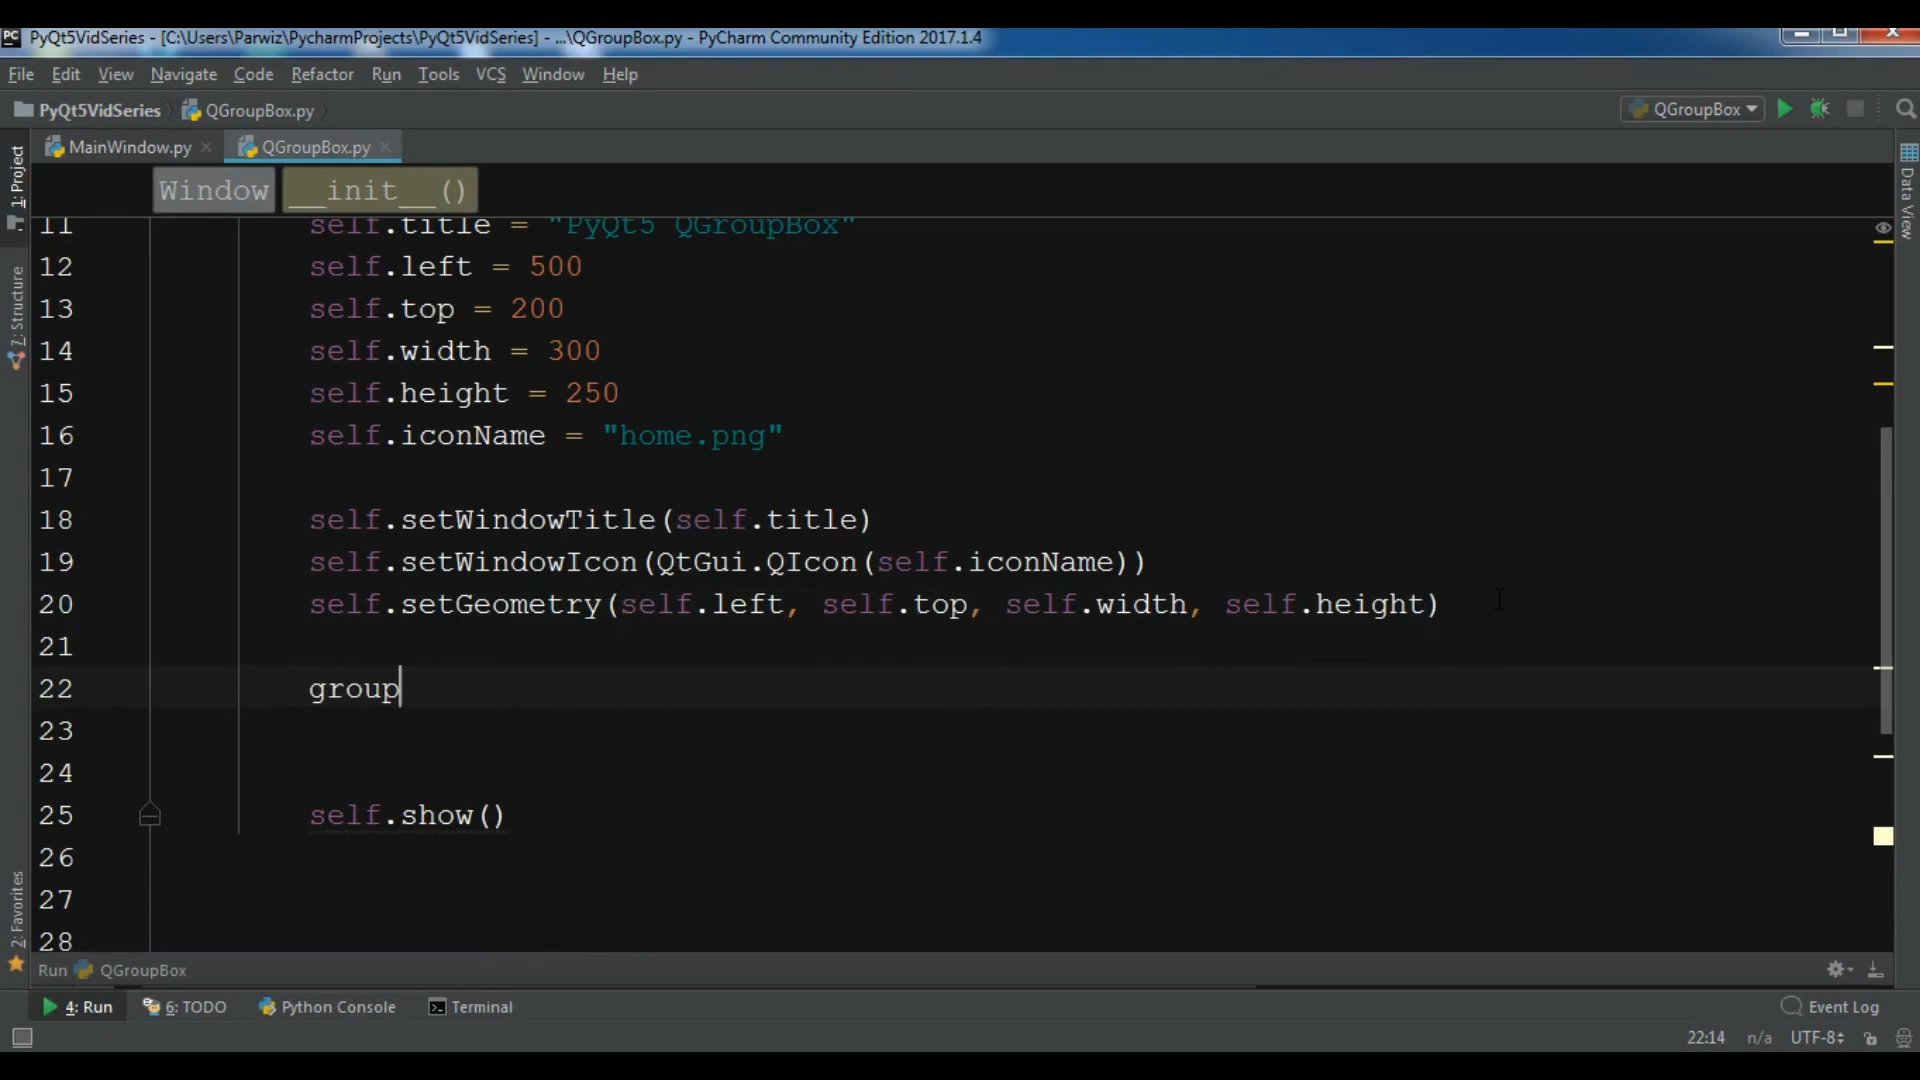 PC PyQt5VidSeries - [C:\Users\Parwiz\PycharmProjects\PyQt5VidSeries] - ...\QGroupBox.py - PyCharm Community Edition 2017.1.4
File Edit View Navigate Code Refactor Run Tools VCS Window Help
PyQt5VidSeries QGroupBox.py QGroupBox
MainWindow.py QGroupBox.py
1: Project
7: Structure
2: Favorites
Data View
Window __init__()
11 self.title = "PyQt5 QGroupBox"
12 self.left = 500
13 self.top = 200
14 self.width = 300
15 self.height = 250
16 self.iconName = "home.png"
17
18 self.setWindowTitle(self.title)
19 self.setWindowIcon(QtGui.QIcon(self.iconName))
20 self.setGeometry(self.left, self.top, self.width, self.height)
21
22 group
23
24
25 self.show()
26
27
28
Run QGroupBox
4: Run 6: TODO Python Console Terminal Event Log
22:14 n/a UTF-8